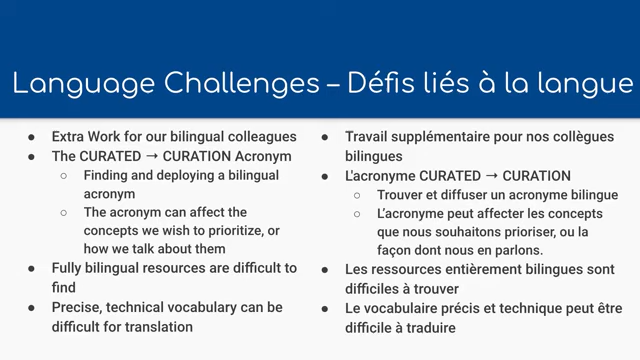 Language Challenges – Défis liés à la langue
● Extra Work for our bilingual colleagues
● The CURATED → CURATION Acronym
○ Finding and deploying a bilingual
acronym
○ The acronym can affect the
concepts we wish to prioritize, or
how we talk about them
● Fully bilingual resources are difficult to
find
● Precise, technical vocabulary can be
difficult for translation
● Travail supplémentaire pour nos collègues
bilingues
● L'acronyme CURATED → CURATION
○ Trouver et diffuser un acronyme bilingue
○ L’acronyme peut affecter les concepts
que nous souhaitons prioriser, ou la
façon dont nous en parlons.
● Les ressources entièrement bilingues sont
difficiles à trouver
● Le vocabulaire précis et technique peut être
difficile à traduire